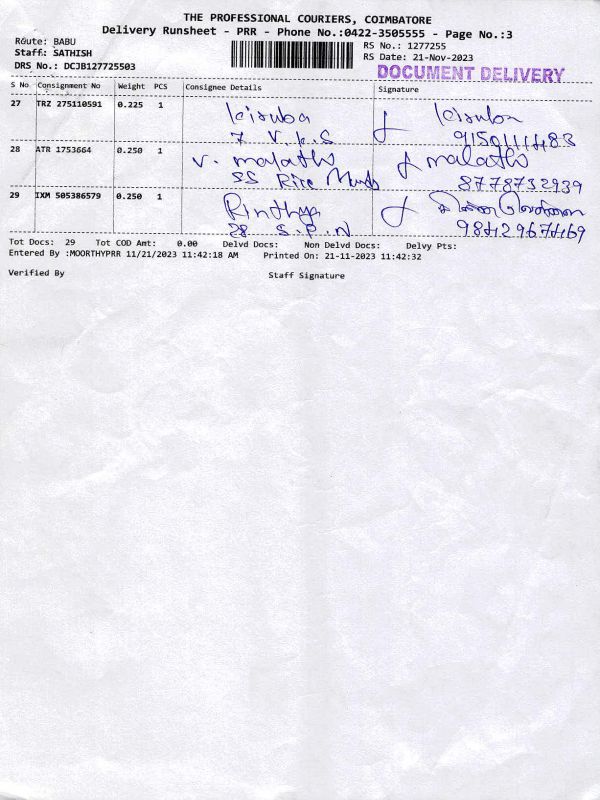 THE PROFESSIONAL COURIERS, COIMBATORE
Delivery Runsheet - PRR - Phone No.:0422-3505555 - Page No.:3
Route: BABU
Staff: SATHISH
DRS No.: DCJB127725503
RS No.: 1277255
RS Date: 21-Nov-2023
DOCUMENT DELIVERY
S No Consignment No Weight PCS Consignee Details Signature
27 TRZ 275110591 0.225 1
7 V.K.S
28 ATR 1753664 0.250 1 V. malathi malathi
SS Rice 8778732939
29 IXM 505386579 0.250 1
28 S.P.N
Tot Docs: 29 Tot COD Amt: 0.00 Delvd Docs: Non Delvd Docs: Delvy Pts:
Entered By :MOORTHYPRR 11/21/2023 11:42:18 AM Printed On: 21-11-2023 11:42:32
Verified By Staff Signature